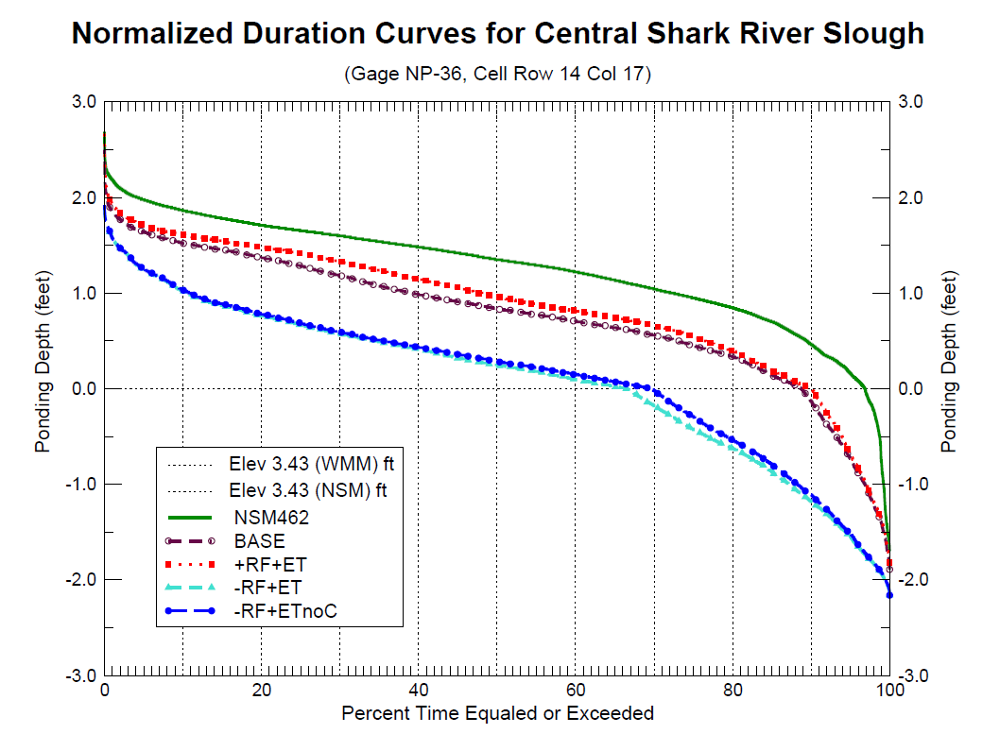 Normalized Duration Curves for Central Shark River Slough
(Gage NP-36, Cell Row 14 Col 17)
3.0
2.0
1.0
0.0
-1.0
-2.0
-3.0
Ponding Depth (feet)
3.0
2.0
1.0
0.0
-1.0
-2.0
-3.0
Ponding Depth (feet)
Elev 3.43 (WMM) ft
Elev 3.43 (NSM) ft
NSM462
BASE
+RF+ET
-RF+ET
-RF+ETnoC
0 20 40 60 80 100
Percent Time Equaled or Exceeded